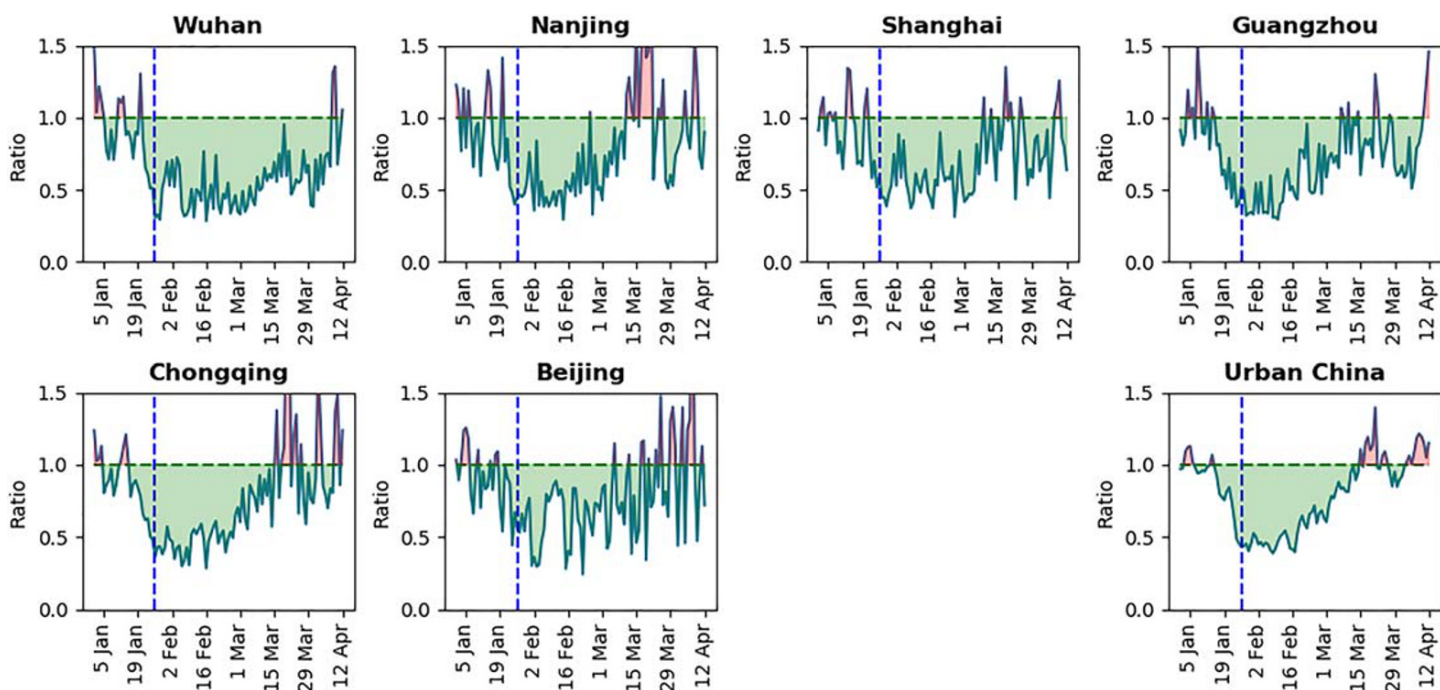 Wuhan
Nanjing
Shanghai
Guangzhou
1.5 1.5 1.5 1.5
1.0 1.0 1.0 1.0
0.5 0.5 0.5 0.5
0.0 0.0 0.0 0.0
Ratio Ratio Ratio Ratio
5 Jan 19 Jan 2 Feb 16 Feb 1 Mar 15 Mar 29 Mar 12 Apr
5 Jan 19 Jan 2 Feb 16 Feb 1 Mar 15 Mar 29 Mar 12 Apr
5 Jan 19 Jan 2 Feb 16 Feb 1 Mar 15 Mar 29 Mar 12 Apr
5 Jan 19 Jan 2 Feb 16 Feb 1 Mar 15 Mar 29 Mar 12 Apr
Chongqing
Beijing
Urban China
1.5 1.5 1.5
1.0 1.0 1.0
0.5 0.5 0.5
0.0 0.0 0.0
Ratio Ratio Ratio
5 Jan 19 Jan 2 Feb 16 Feb 1 Mar 15 Mar 29 Mar 12 Apr
5 Jan 19 Jan 2 Feb 16 Feb 1 Mar 15 Mar 29 Mar 12 Apr
5 Jan 19 Jan 2 Feb 16 Feb 1 Mar 15 Mar 29 Mar 12 Apr